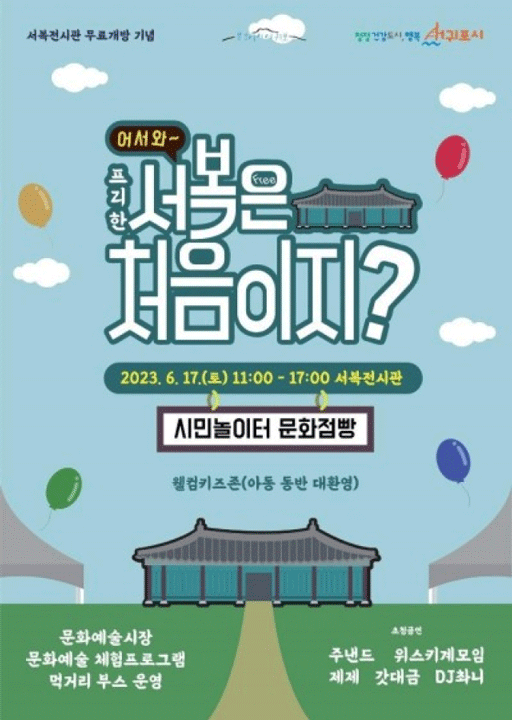 서복전시관 무료개방 기념
청정건강도시, 행복 서귀포시
어서와~
프리한 서복은
Free
처음이지?
2023. 6. 17.(토) 11:00 - 17:00 서복전시관
시민놀이터 문화점빵
웰컴키즈존(아동 동반 대환영)
문화예술시장
문화예술 체험프로그램
먹거리 부스 운영
초청공연
주낸드 위스키계모임
제제 갓대금 DJ화니